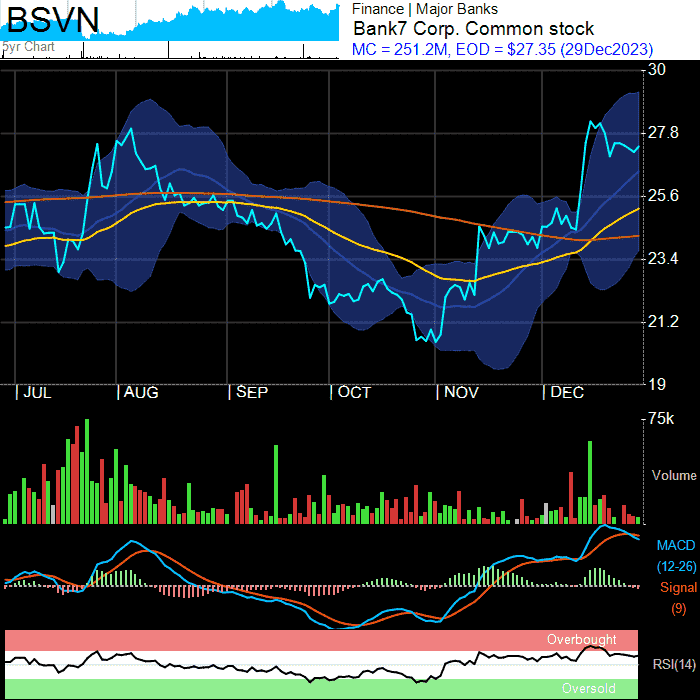 BSVN
5yr Chart
Finance | Major Banks
Bank7 Corp. Common stock
MC = 251.2M, EOD = $27.35 (29Dec2023)
30
27.8
25.6
23.4
21.2
19
| JUL | AUG | SEP | OCT | NOV | DEC
75k
Volume
MACD
(12-26)
Signal
(9)
Overbought
RSI(14)
Oversold